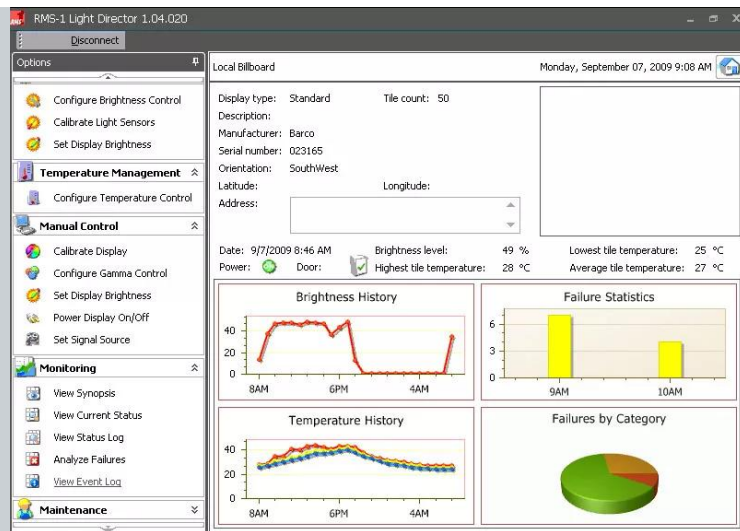 RMS-1 Light Director 1.04.020
Disconnect
Options
Configure Brightness Control
Calibrate Light Sensors
Set Display Brightness
Temperature Management
Configure Temperature Control
Manual Control
Calibrate Display
Configure Gamma Control
Set Display Brightness
Power Display On/Off
Set Signal Source
Monitoring
View Synopsis
View Current Status
View Status Log
Analyze Failures
View Event Log
Maintenance
Local Billboard Monday, September 07, 2009 9:08 AM
Display type: Standard Tile count: 50
Description:
Manufacturer: Barco
Serial number: 023165
Orientation: SouthWest
Latitude: Longitude:
Address:
Date: 9/7/2009 8:46 AM Brightness level: 49 % Lowest tile temperature: 25 °C
Power: Door: Highest tile temperature: 28 °C Average tile temperature: 27 °C
Brightness History
40
20
0
8AM 6PM 4AM
Failure Statistics
6
3
0
9AM 10AM
Temperature History
40
20
0
8AM 6PM 4AM
Failures by Category